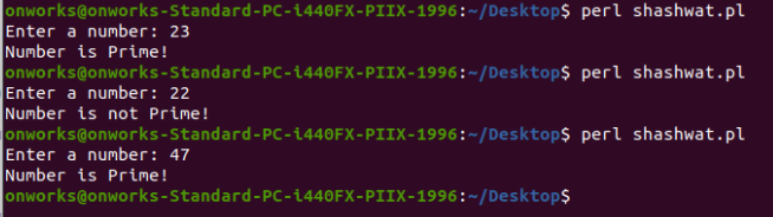 onworks@onworks-Standard-PC-i440FX-PIIX-1996:~/Desktop$ perl shashwat.pl
Enter a number: 23
Number is Prime!
onworks@onworks-Standard-PC-i440FX-PIIX-1996:~/Desktop$ perl shashwat.pl
Enter a number: 22
Number is not Prime!
onworks@onworks-Standard-PC-i440FX-PIIX-1996:~/Desktop$ perl shashwat.pl
Enter a number: 47
Number is Prime!
onworks@onworks-Standard-PC-i440FX-PIIX-1996:~/Desktop$